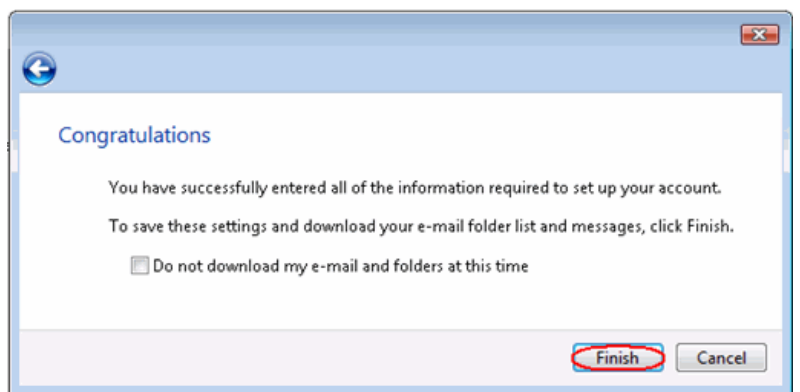 Congratulations
You have successfully entered all of the information required to set up your account.
To save these settings and download your e-mail folder list and messages, click Finish.
Do not download my e-mail and folders at this time
Finish
Cancel